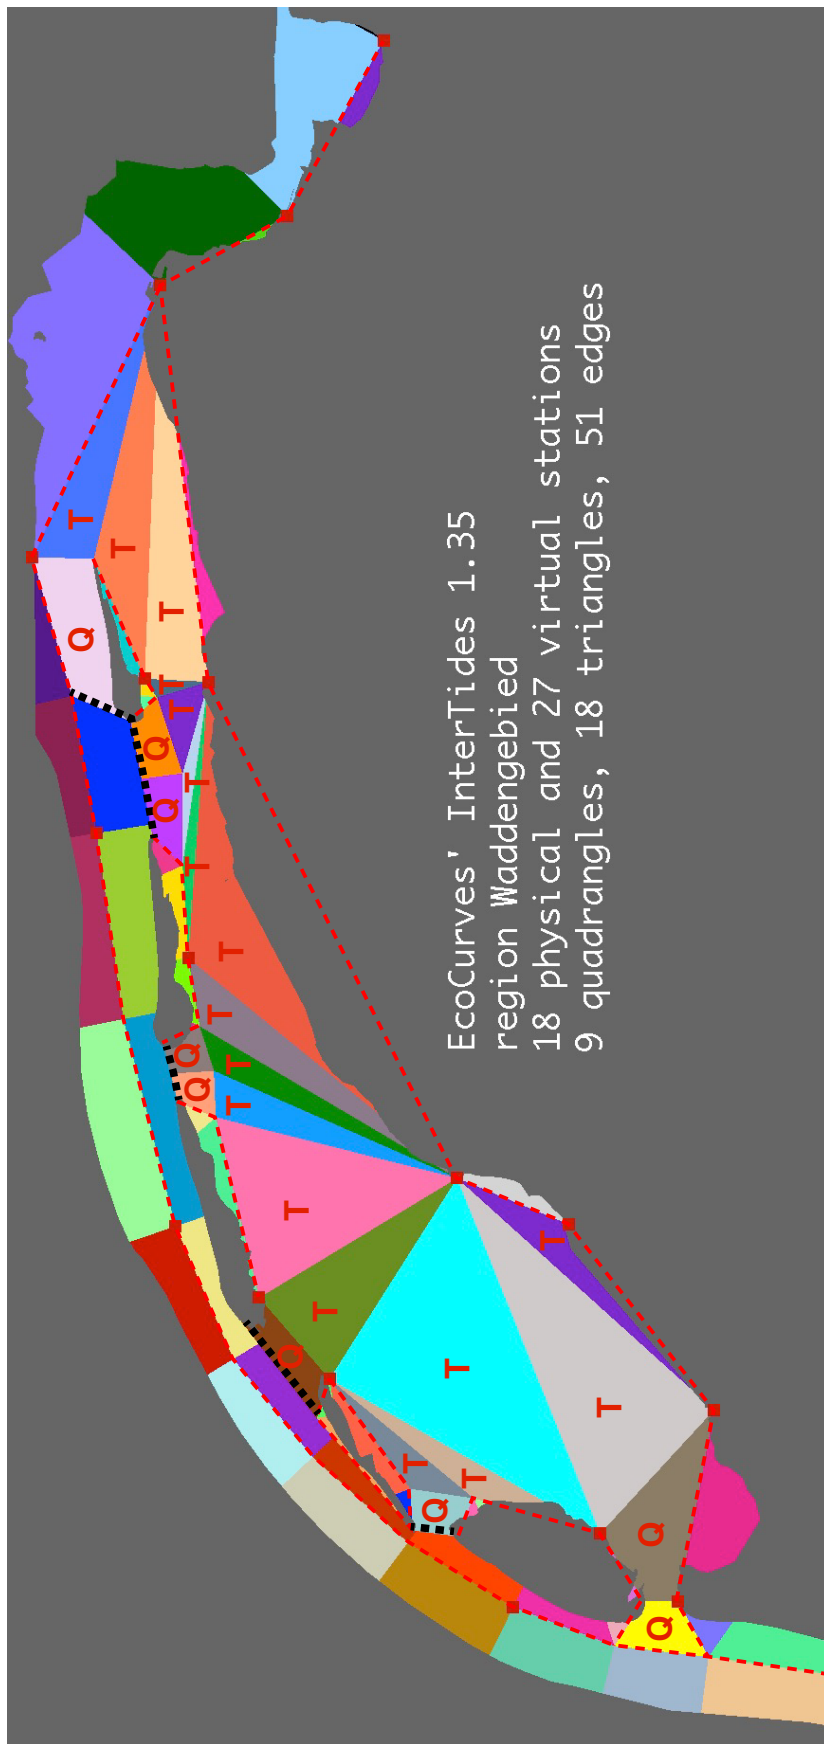 Q
T
T
Q
Q
T
T
T
Q
Q
T
T
T
T
T
T
Q
T
T
T
Q
T
T
EcoCurves' InterTides 1.35
region Waddengebied
18 physical and 27 virtual stations
9 quadrangles, 18 triangles, 51 edges
T
T
Q
Q